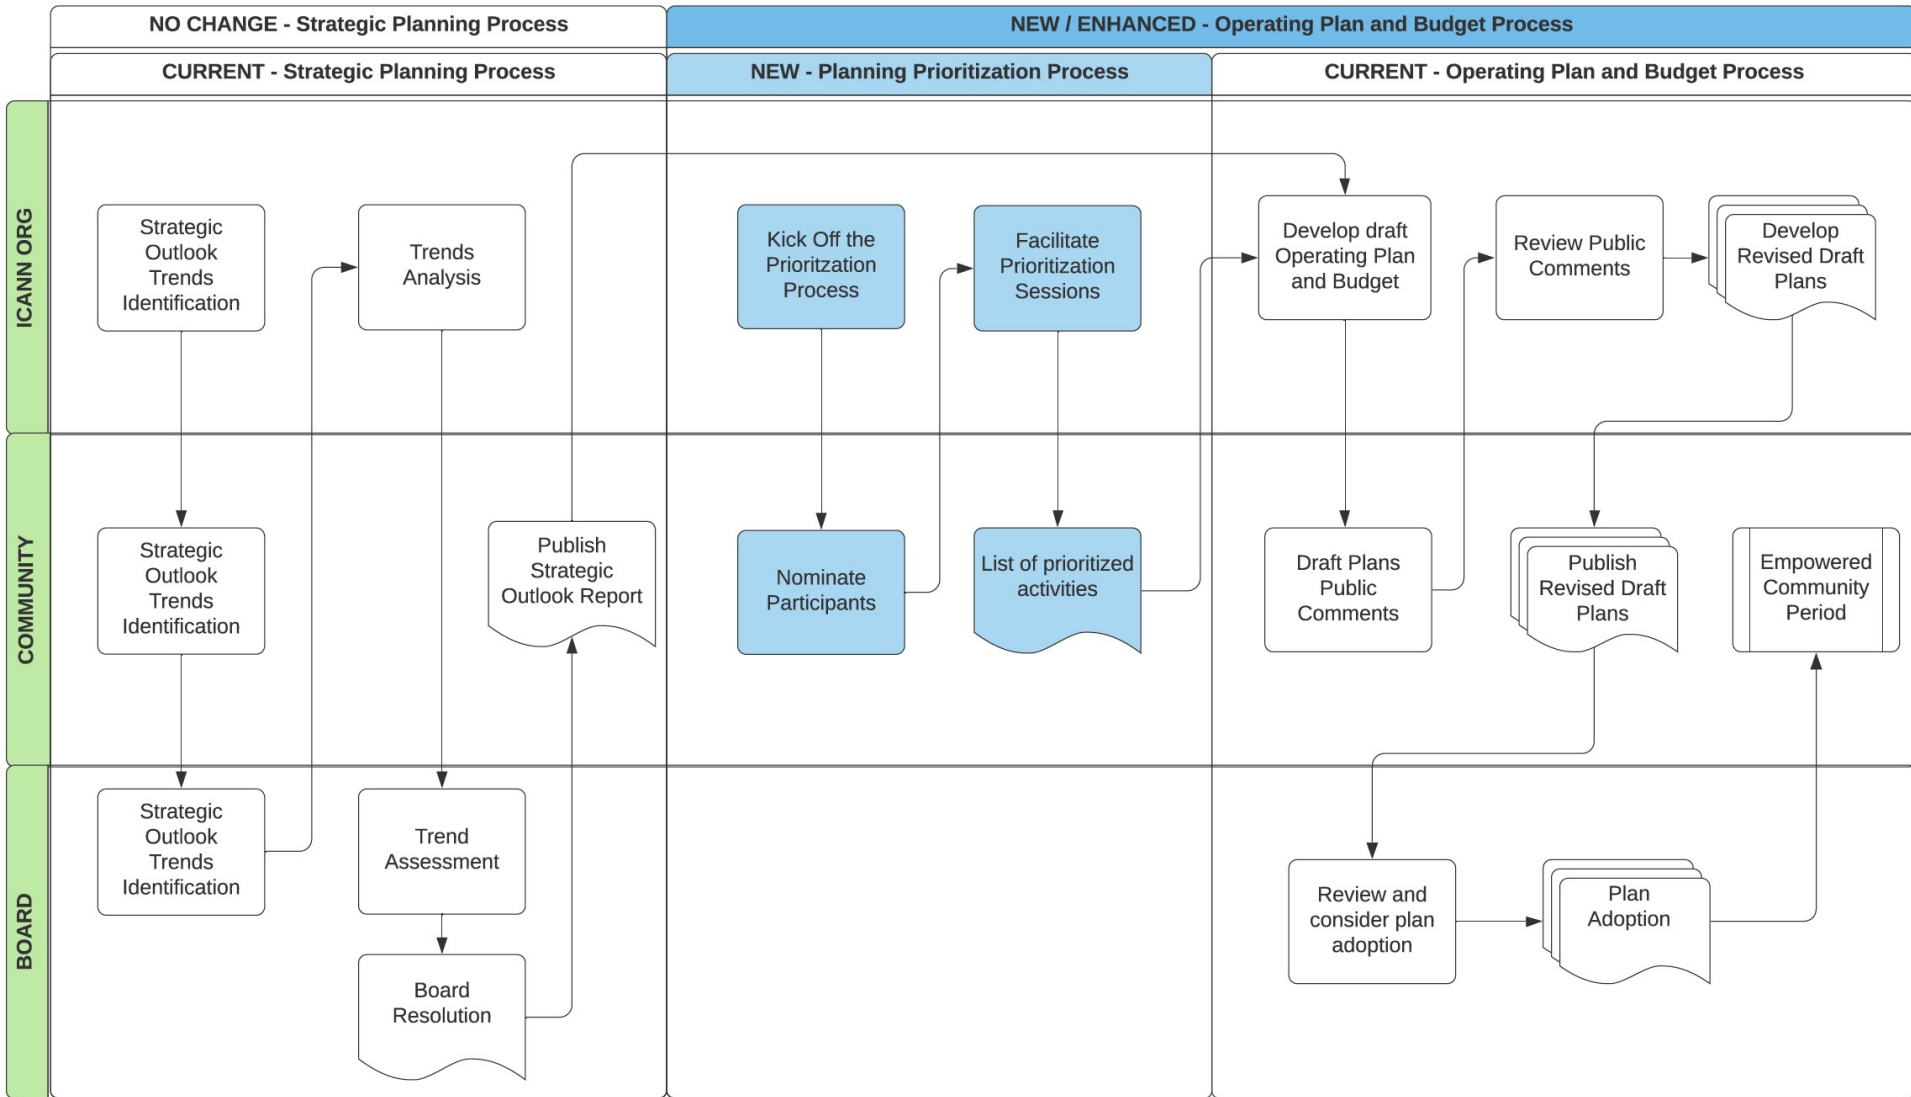 NO CHANGE - Strategic Planning Process
NEW / ENHANCED - Operating Plan and Budget Process
CURRENT - Strategic Planning Process
NEW - Planning Prioritization Process
CURRENT - Operating Plan and Budget Process
ICANN ORG
Strategic
Outlook
Trends
Identification
Trends
Analysis
Kick Off the
Prioritzation
Process
Facilitate
Prioritization
Sessions
Develop draft
Operating Plan
and Budget
Review Public
Comments
Develop
Revised Draft
Plans
COMMUNITY
Strategic
Outlook
Trends
Identification
Publish
Strategic
Outlook Report
Nominate
Participants
List of prioritized
activities
Draft Plans
Public
Comments
Publish
Revised Draft
Plans
Empowered
Community
Period
BOARD
Strategic
Outlook
Trends
Identification
Trend
Assessment
Board
Resolution
Review and
consider plan
adoption
Plan
Adoption